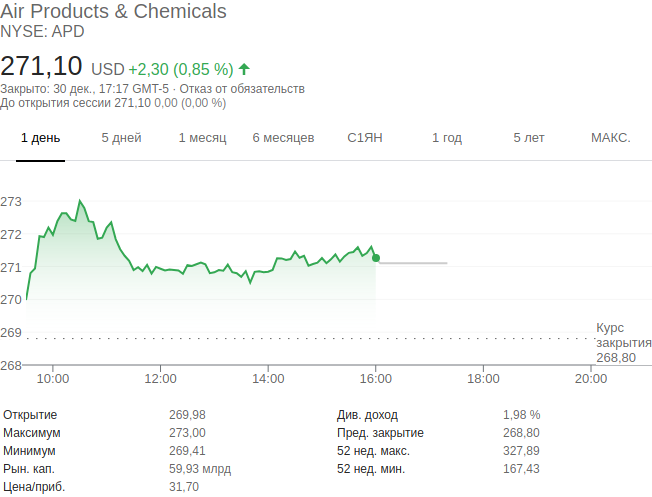 Air Products & Chemicals
NYSE: APD
271,10 USD +2,30 (0,85 %)
Закрыто: 30 дек., 17:17 GMT-5 · Отказ от обязательств
До открытия сессии 271,10 0,00 (0,00 %)
1 день 5 дней 1 месяц 6 месяцев С1ЯН 1 год 5 лет МАКС.
273
272
271
270
269
Курс
закрытия
268,80
268
10:00 12:00 14:00 16:00 18:00 20:00
Открытие 269,98 Див. доход 1,98 %
Максимум 273,00 Пред. закрытие 268,80
Минимум 269,41 52 нед. макс. 327,89
Рын. кап. 59,93 млрд 52 нед. мин. 167,43
Цена/приб. 31,70